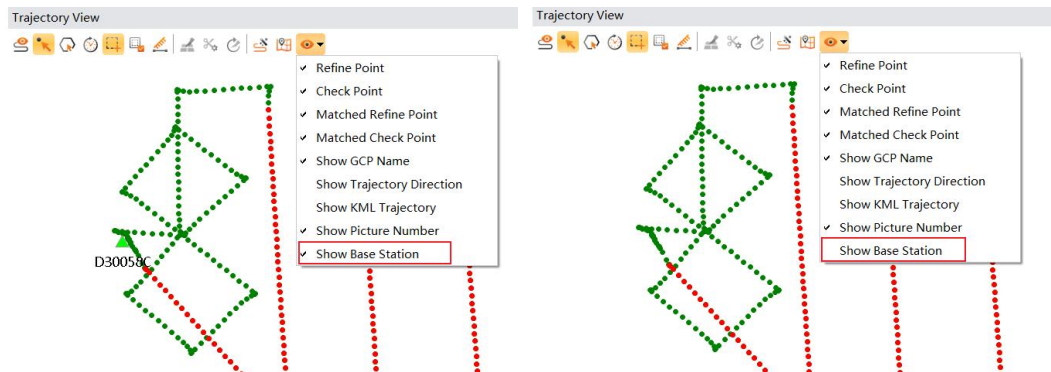 Trajectory View
Refine Point
Check Point
Matched Refine Point
Matched Check Point
Show GCP Name
Show Trajectory Direction
Show KML Trajectory
Show Picture Number
Show Base Station
D30058C
Trajectory View
Refine Point
Check Point
Matched Refine Point
Matched Check Point
Show GCP Name
Show Trajectory Direction
Show KML Trajectory
Show Picture Number
Show Base Station